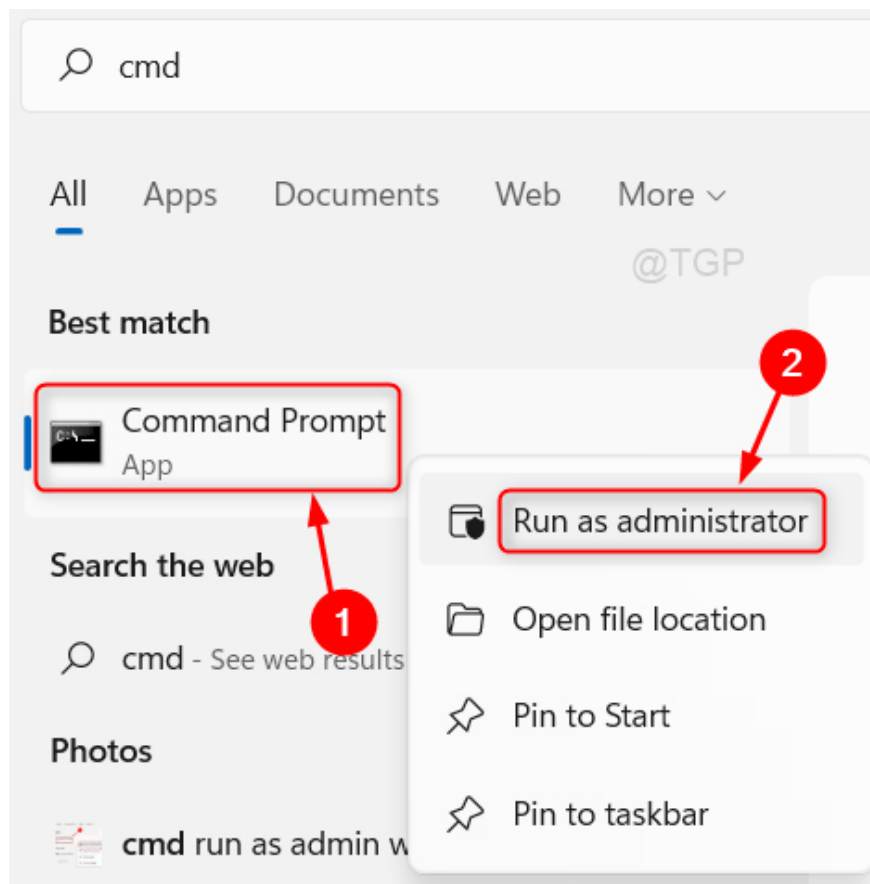 cmd
All Apps Documents Web More
@TGP
Best match
2
Command Prompt
App
Run as administrator
Search the web
1
Open file location
cmd - See web results
Pin to Start
Photos
Pin to taskbar
cmd run as admin w